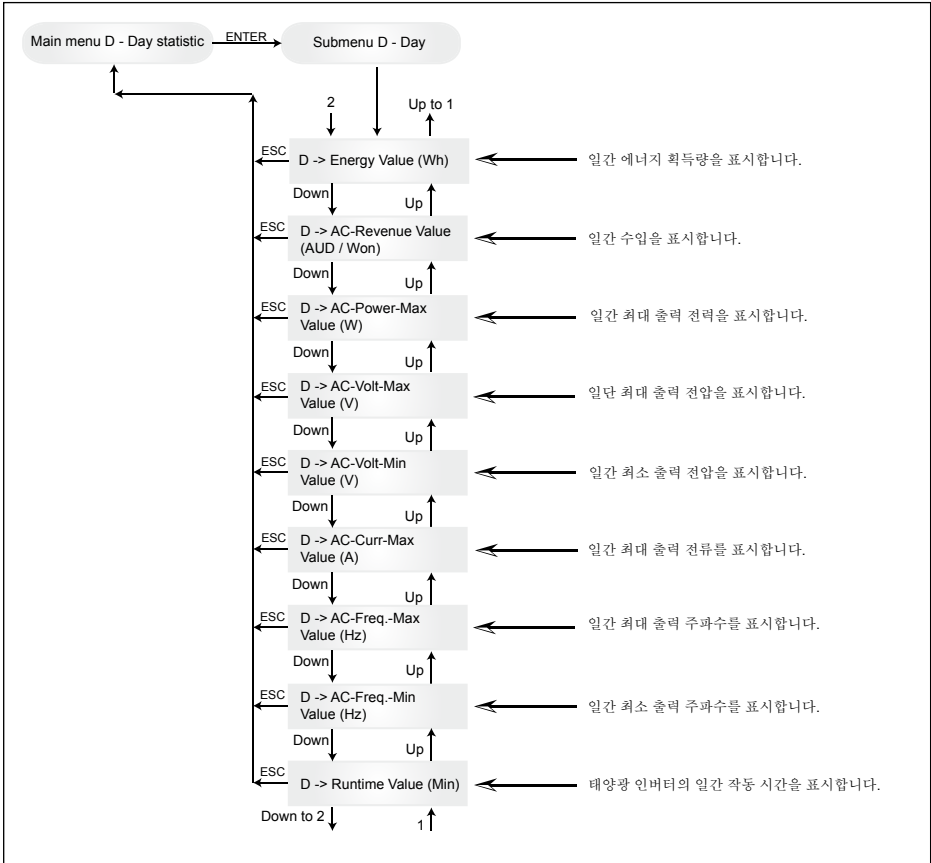 Main menu D - Day statistic
ENTER
Submenu D - Day
2
Up to 1
ESC
D -> Energy Value (Wh)
일간 에너지 획득량을 표시합니다.
Down
Up
ESC
D -> AC-Revenue Value
(AUD / Won)
일간 수입을 표시합니다.
Down
Up
ESC
D -> AC-Power-Max
Value (W)
일간 최대 출력 전력을 표시합니다.
Down
Up
ESC
D -> AC-Volt-Max
Value (V)
일단 최대 출력 전압을 표시합니다.
Down
Up
ESC
D -> AC-Volt-Min
Value (V)
일간 최소 출력 전압을 표시합니다.
Down
Up
ESC
D -> AC-Curr-Max
Value (A)
일간 최대 출력 전류를 표시합니다.
Down
Up
ESC
D -> AC-Freq.-Max
Value (Hz)
일간 최대 출력 주파수를 표시합니다.
Down
Up
ESC
D -> AC-Freq.-Min
Value (Hz)
일간 최소 출력 주파수를 표시합니다.
Down
Up
ESC
D -> Runtime Value (Min)
태양광 인버터의 일간 작동 시간을 표시합니다.
Down to 2
1